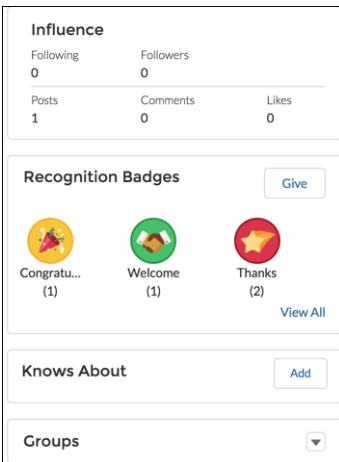 Influence
Following Followers
0 0
Posts Comments Likes
1 0 0
Recognition Badges Give
Congratu... Welcome Thanks
(1) (1) (2)
View All
Knows About Add
Groups